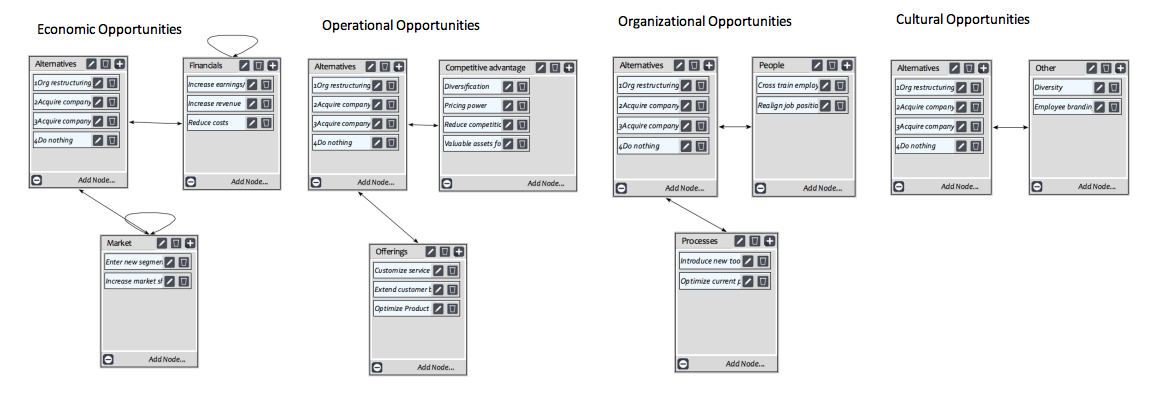 Economic Opportunities
Operational Opportunities
Organizational Opportunities
Cultural Opportunities
Alternatives
1Org restructuring
2Acquire company
3Acquire company
4Do nothing
Add Node...
Financials
Increase earnings/
Increase revenue
Reduce costs
Add Node...
Market
Enter new segmen
Increase market sh
Add Node...
Alternatives
1Org restructuring
2Acquire company
3Acquire company
4Do nothing
Add Node...
Competitive advantage
Diversification
Pricing power
Reduce competitic
Valuable assets fo
Add Node...
Offerings
Customize service
Extend customer b
Optimize Product
Add Node...
Alternatives
1Org restructuring
2Acquire company
3Acquire company
4Do nothing
Add Node...
People
Cross train employ
Realign job positio
Add Node...
Processes
Introduce new too
Optimize current p
Add Node...
Alternatives
1Org restructuring
2Acquire company
3Acquire company
4Do nothing
Add Node...
Other
Diversity
Employee brandin
Add Node...